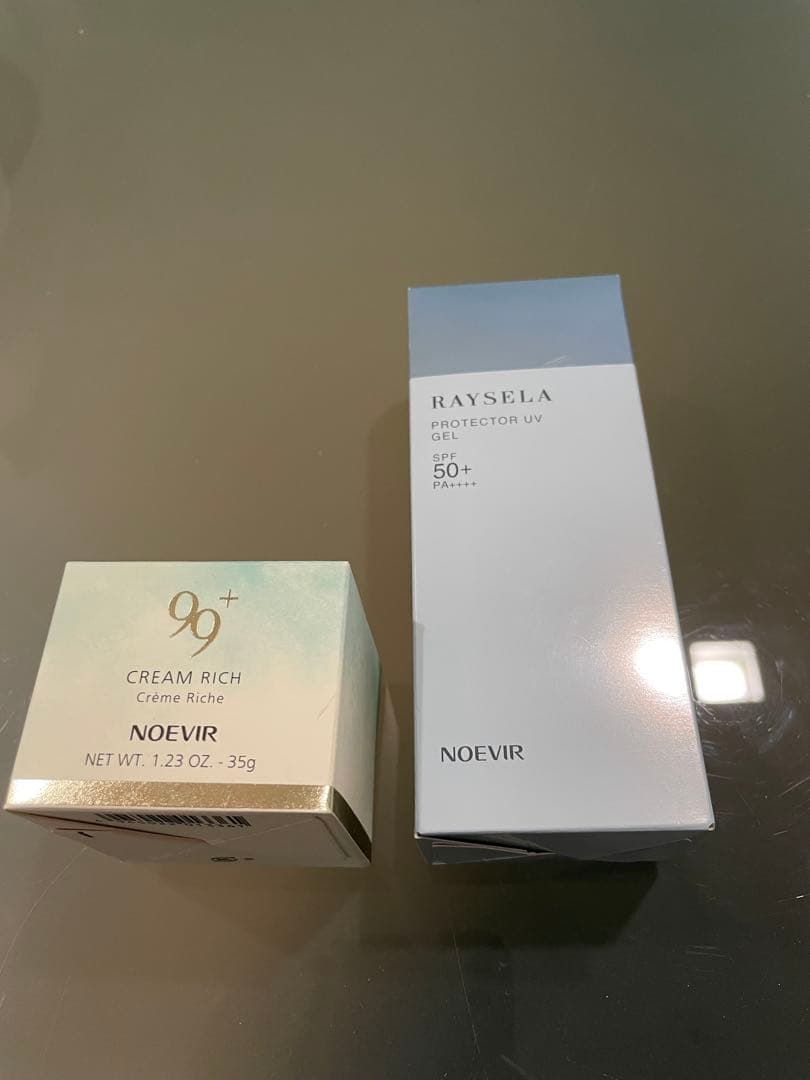 99+
CREAM RICH
Crème Riche
NOEVIR
NET WT. 1.23 OZ. - 35g
RAYSELA
PROTECTOR UV
GEL
SPF
50+
PA++++
NOEVIR